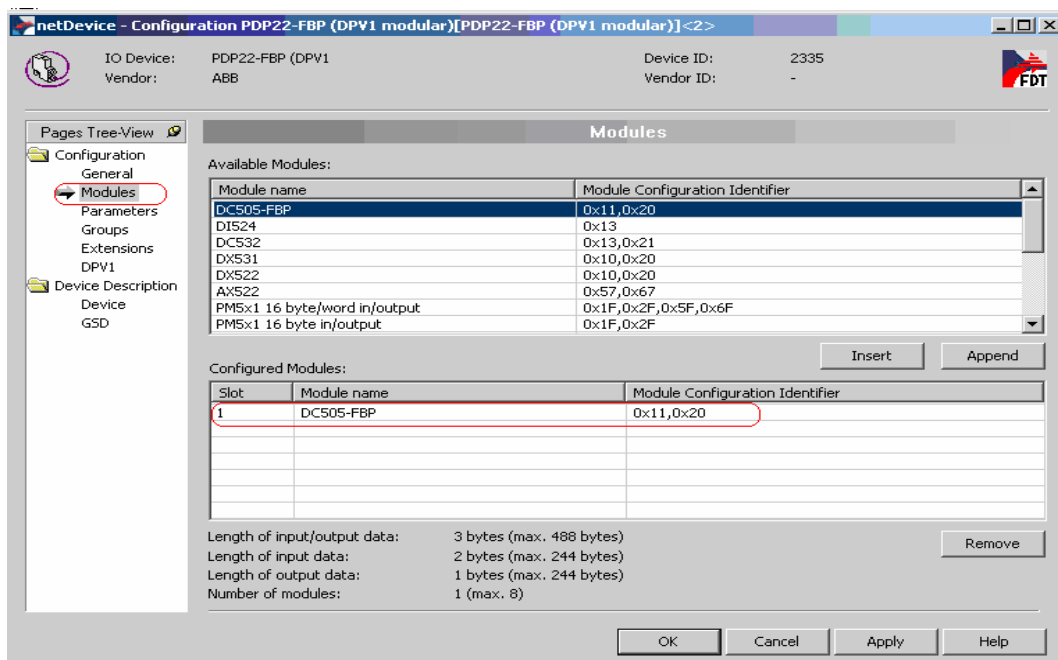 netDevice - Configuration PDP22-FBP (DPV1 modular)[PDP22-FBP (DPV1 modular)]<2>
IO Device: PDP22-FBP (DPV1 Device ID: 2335
Vendor: ABB Vendor ID: -
FDT
Pages Tree-View Modules
Configuration
General
Modules
Parameters
Groups
Extensions
DPV1
Device Description
Device
GSD
Available Modules:
Module name Module Configuration Identifier
DC505-FBP 0x11,0x20
DI524 0x13
DC532 0x13,0x21
DX531 0x10,0x20
DX522 0x10,0x20
AX522 0x57,0x67
PM5x1 16 byte/word in/output 0x1F,0x2F,0x5F,0x6F
PM5x1 16 byte in/output 0x1F,0x2F
Insert Append
Configured Modules:
Slot Module name Module Configuration Identifier
1 DC505-FBP 0x11,0x20
Length of input/output data: 3 bytes (max. 488 bytes)
Length of input data: 2 bytes (max. 244 bytes)
Length of output data: 1 bytes (max. 244 bytes)
Number of modules: 1 (max. 8)
Remove
OK Cancel Apply Help